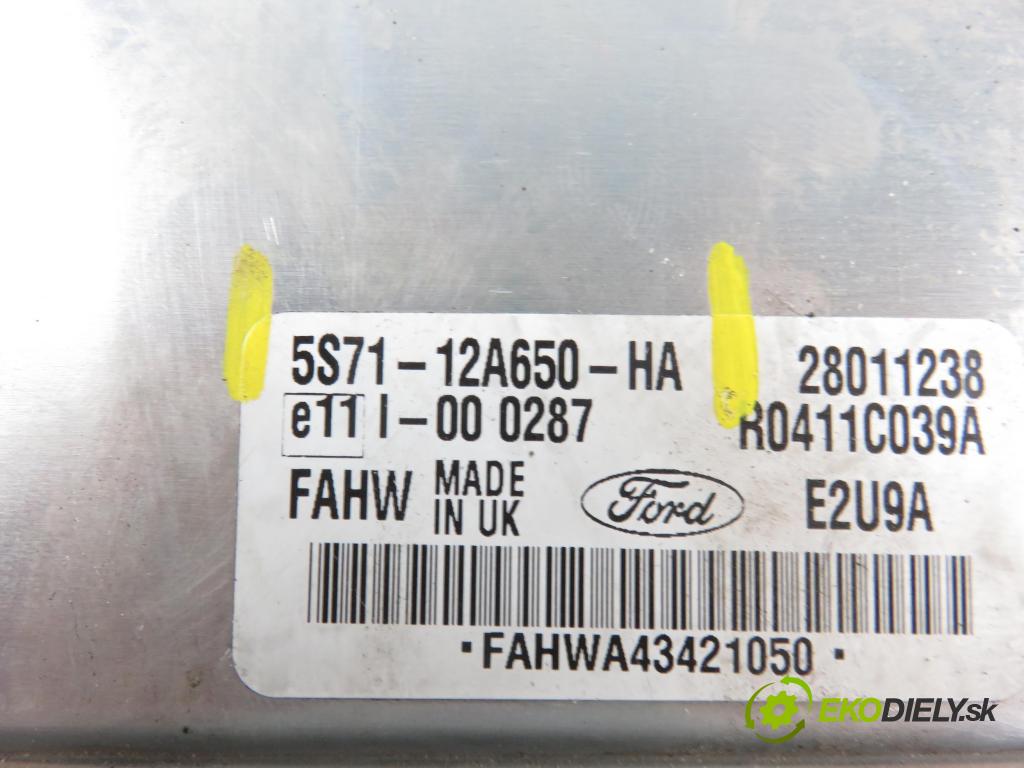 5S71-12A650-HA 28011238
e11 I-00 0287 R0411C039A
FAHW MADE IN UK Ford E2U9A
·FAHWA43421050·
EKODIELY.sk